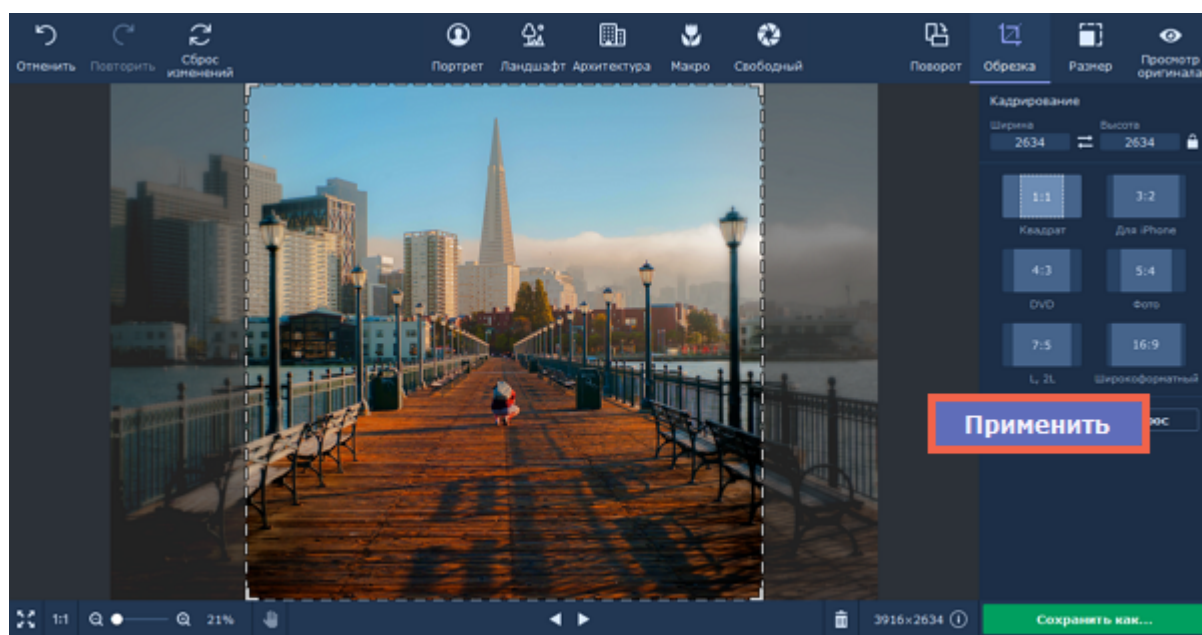 Отменить
Повторить
Сброс
изменений
Портрет
Ландшафт
Архитектура
Макро
Свободный
Поворот
Обрезка
Размер
Просмотр
оригинала
Кадрирование
Ширина
Высота
2634
2634
1:1
3:2
Квадрат
Для iPhone
4:3
5:4
DVD
Фото
7:5
16:9
L, 2L
Широкоформатный
Применить
рос
1:1
21%
3916×2634
Сохранить как...